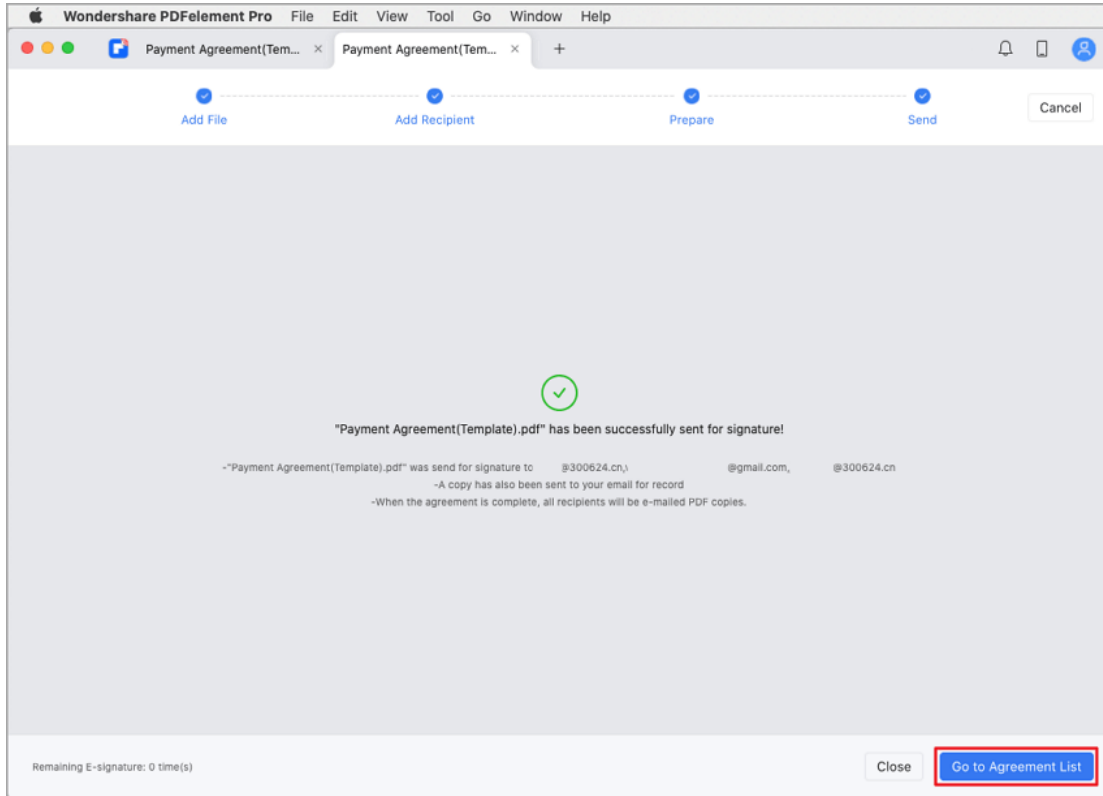 Wondershare PDFelement Pro File Edit View Tool Go Window Help
Payment Agreement(Tem... × Payment Agreement(Tem... × +
Add File Add Recipient Prepare Send Cancel
"Payment Agreement(Template).pdf" has been successfully sent for signature!
-"Payment Agreement(Template).pdf" was send for signature to @300624.cn, @gmail.com, @300624.cn
-A copy has also been sent to your email for record
-When the agreement is complete, all recipients will be e-mailed PDF copies.
Remaining E-signature: 0 time(s) Close Go to Agreement List